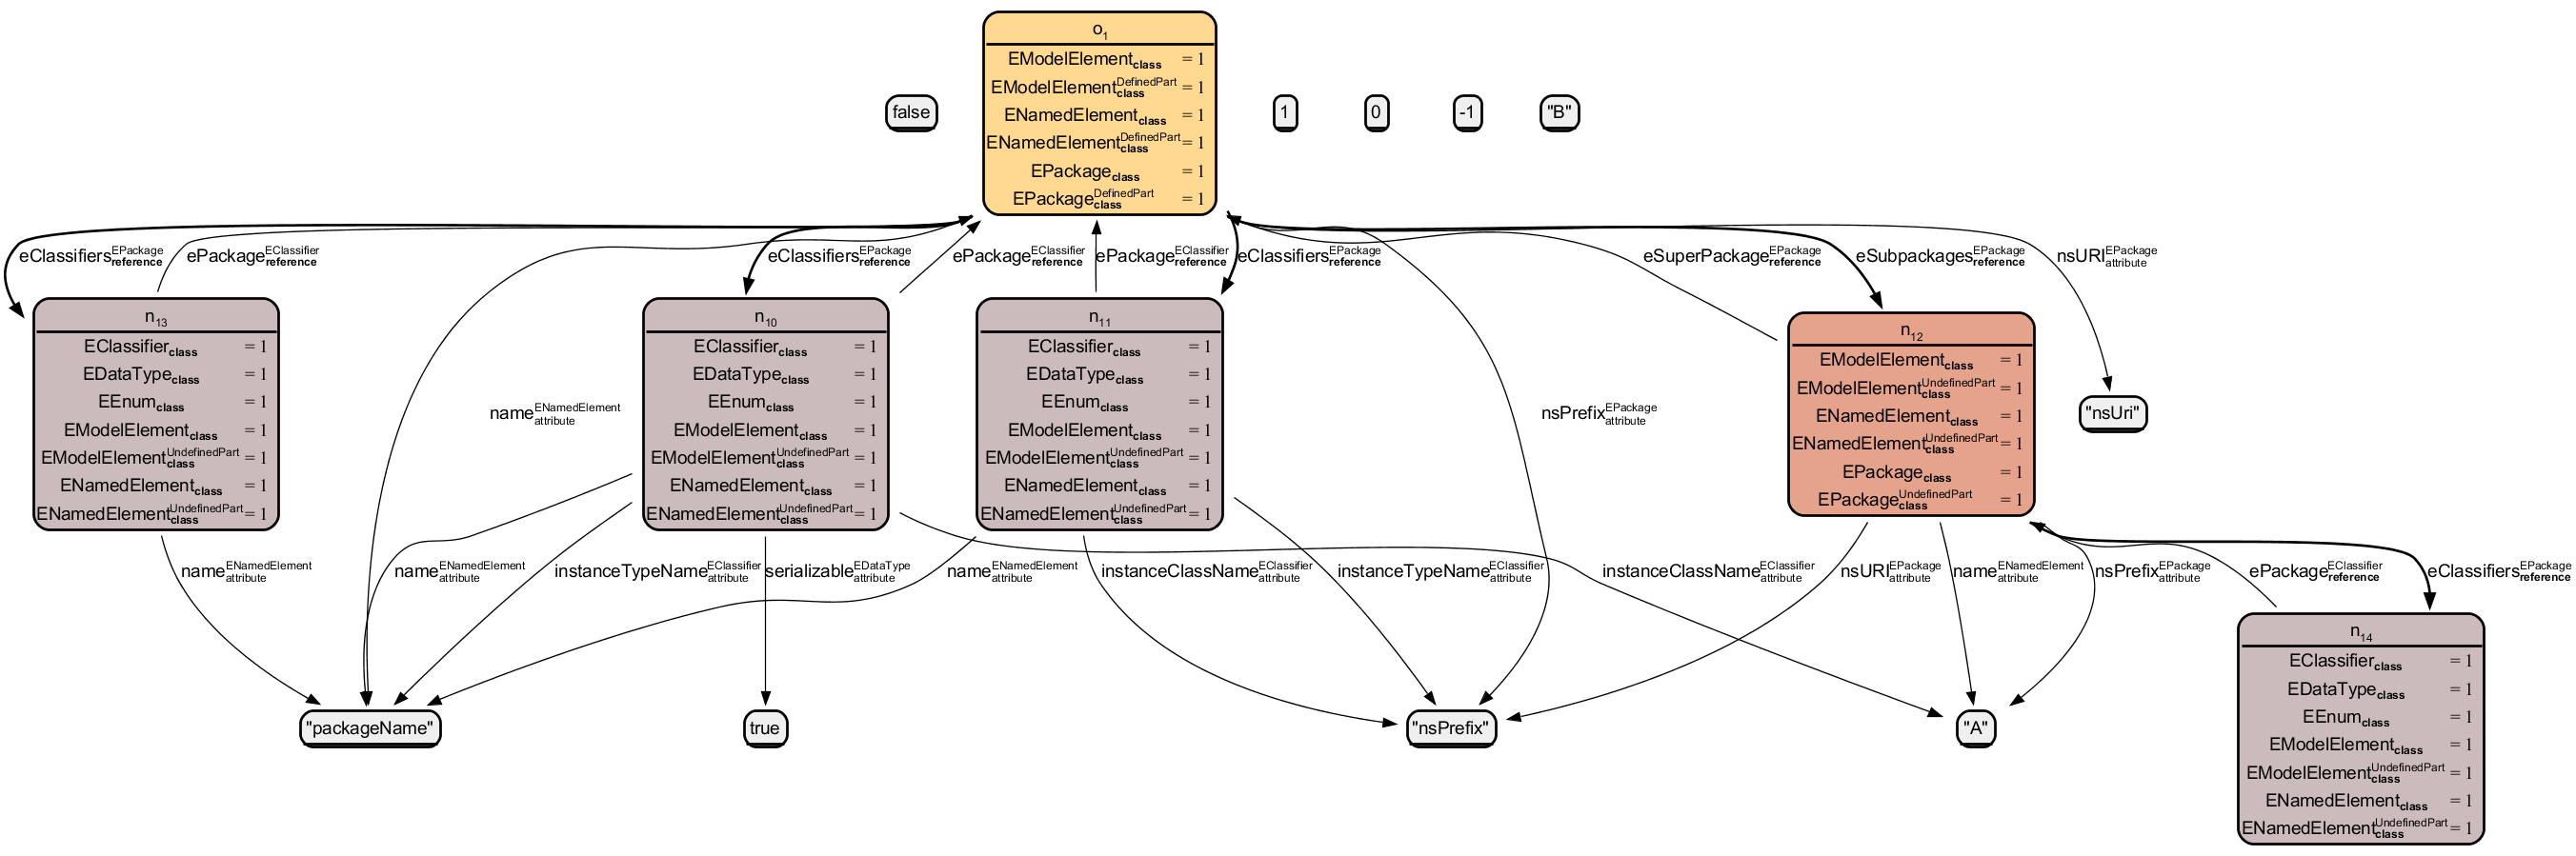 o1
EModelElement class = 1
EModelElement DefinedPart class = 1
ENamedElement class = 1
ENamedElement DefinedPart class = 1
EPackage class = 1
EPackage DefinedPart class = 1
false
1
0
-1
"B"
eClassifiers EPackage reference
ePackage EClassifier reference
eClassifiers EPackage reference
ePackage EClassifier reference
ePackage EClassifier reference
eClassifiers EPackage reference
eSuperPackage EPackage reference
eSubpackages EPackage reference
nsURI EPackage attribute
n13
EClassifier class = 1
EDataType class = 1
EEnum class = 1
EModelElement class = 1
EModelElement UndefinedPart class = 1
ENamedElement class = 1
ENamedElement UndefinedPart class = 1
name ENamedElement attribute
n10
EClassifier class = 1
EDataType class = 1
EEnum class = 1
EModelElement class = 1
EModelElement UndefinedPart class = 1
ENamedElement class = 1
ENamedElement UndefinedPart class = 1
n11
EClassifier class = 1
EDataType class = 1
EEnum class = 1
EModelElement class = 1
EModelElement UndefinedPart class = 1
ENamedElement class = 1
ENamedElement UndefinedPart class = 1
nsPrefix EPackage attribute
n12
EModelElement class = 1
EModelElement UndefinedPart class = 1
ENamedElement class = 1
ENamedElement UndefinedPart class = 1
EPackage class = 1
EPackage UndefinedPart class = 1
"nsUri"
name ENamedElement attribute
name ENamedElement attribute
instanceTypeName EClassifier attribute
serializable EDataType attribute
name ENamedElement attribute
instanceClassName EClassifier attribute
instanceTypeName EClassifier attribute
instanceClassName EClassifier attribute
nsURI EPackage attribute
name ENamedElement attribute
nsPrefix EPackage attribute
ePackage EClassifier reference
eClassifiers EPackage reference
"packageName"
true
"nsPrefix"
"A"
n14
EClassifier class = 1
EDataType class = 1
EEnum class = 1
EModelElement class = 1
EModelElement UndefinedPart class = 1
ENamedElement class = 1
ENamedElement UndefinedPart class = 1